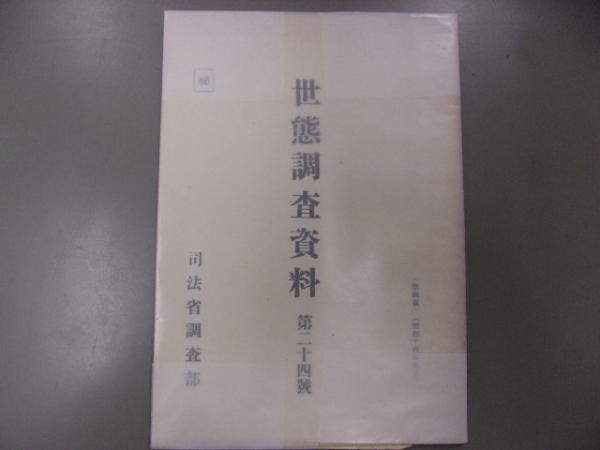 秘
世態調査資料 第二十四號
司法省調査部